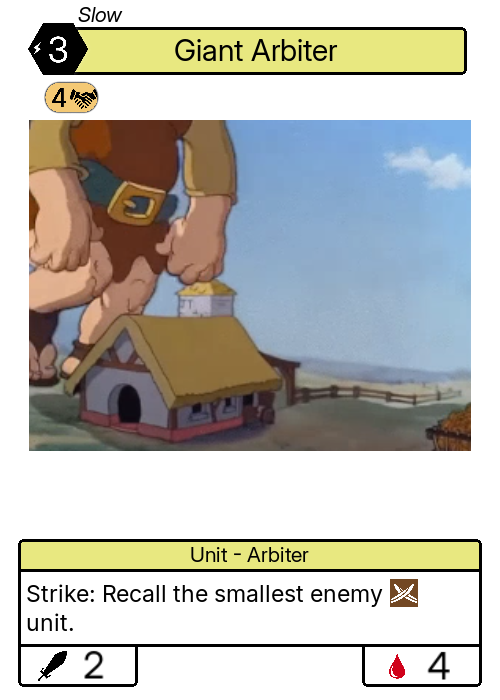 Slow
3
Giant Arbiter
4
Unit - Arbiter
Strike: Recall the smallest enemy
unit.
2
4